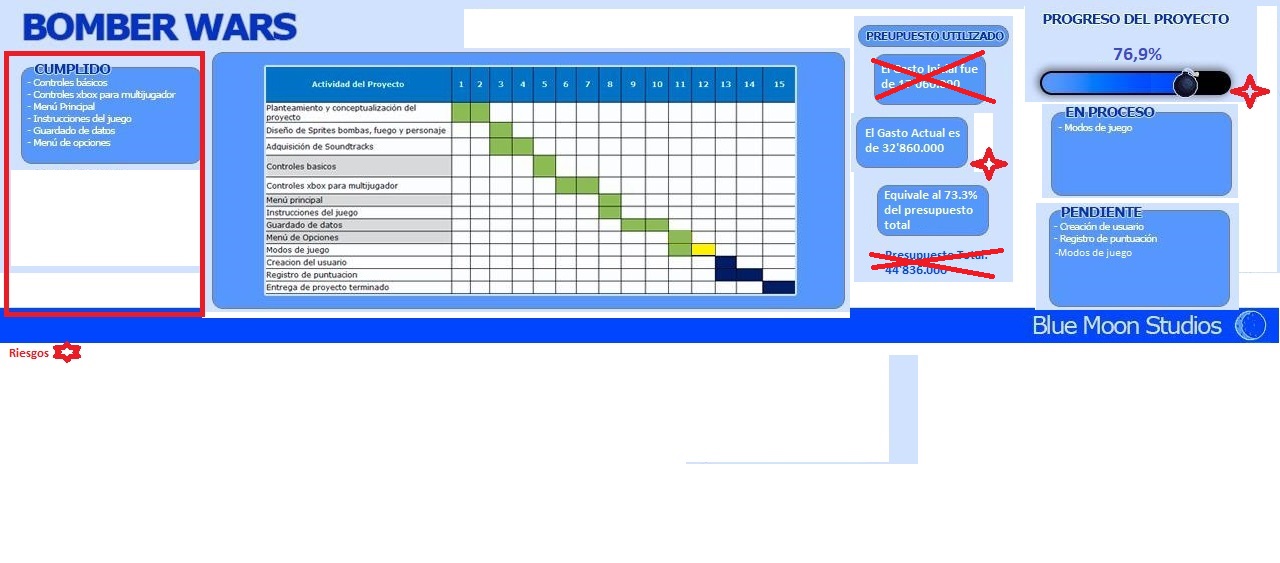 BOMBER WARS
CUMPLIDO
- Controles básicos
- Controles xbox para multijugador
- Menú Principal
- Instrucciones del juego
- Guardado de datos
- Menú de opciones
Actividad del Proyecto 1 2 3 4 5 6 7 8 9 10 11 12 13 14 15
Planteamiento y conceptualización del
proyecto
Diseño de Sprites bombas, fuego y personaje
Adquisición de Soundtracks
Controles basicos
Controles xbox para multijugador
Menú principal
Instrucciones del juego
Guardado de datos
Menú de Opciones
Modos de juego
Creacion del usuario
Registro de puntuacion
Entrega de proyecto terminado
PRESUPUESTO UTILIZADO
El Gasto Inicial fue
de
El Gasto Actual es
de 32'860.000
Equivale al 73.3%
del presupuesto
total
Presupuesto Total:
44 836.000
PROGRESO DEL PROYECTO
76,9%
EN PROCESO
- Modos de juego
PENDIENTE
- Creación de usuario
- Registro de puntuación
-Modos de juego
Blue Moon Studios
Riesgos